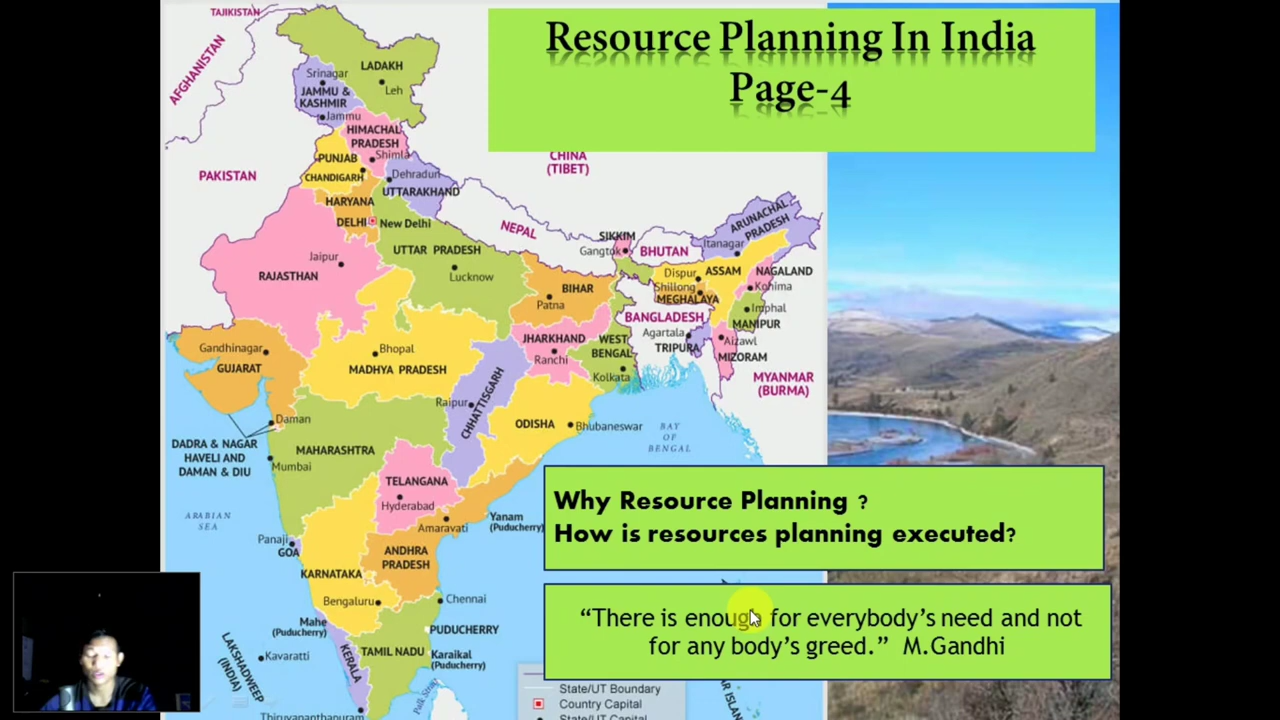 Resource Planning In India
Page-4
TAJIKISTAN
AFGHANISTAN
LADAKH
Srinagar
Leh
JAMMU &
KASHMIR
Jammu
HIMACHAL
PRADESH
Shimla
PUNJAB
CHANDIGARH
Dehradun
UTTARAKHAND
PAKISTAN
CHINA
(TIBET)
HARYANA
DELHI
New Delhi
NEPAL
ARUNACHAL
PRADESH
SIKKIM
Gangtok
BHUTAN
Itanagar
UTTAR PRADESH
Jaipur
Lucknow
RAJASTHAN
Dispur
ASSAM
NAGALAND
Shillong
Kohima
MEGHALAYA
BIHAR
Patna
Imphal
BANGLADESH
MANIPUR
Agartala
Aizawl
TRIPURA
MIZORAM
JHARKHAND
Ranchi
WEST
BENGAL
Kolkata
Gandhinagar
GUJARAT
Bhopal
MADHYA PRADESH
MYANMAR
(BURMA)
CHHATTISGARH
Raipur
ODISHA
Bhubaneswar
BAY
OF
BENGAL
Daman
DADRA & NAGAR
HAVELI AND
DAMAN & DIU
MAHARASHTRA
Mumbai
TELANGANA
Hyderabad
ARABIAN
SEA
Amaravati
Yanam
(Puducherry)
Panaji
GOA
ANDHRA
PRADESH
KARNATAKA
Bengaluru
Chennai
Mahe
(Puducherry)
PUDUCHERRY
LAKSHADWEEP
(INDIA)
Kavaratti
KERALA
TAMIL NADU
Karaikal
(Puducherry)
Palk Strait
Thiruvananthapuram
Why Resource Planning ?
How is resources planning executed?
“There is enough for everybody’s need and not
for any body’s greed.” M.Gandhi
State/UT Boundary
Country Capital
State/UT Capital